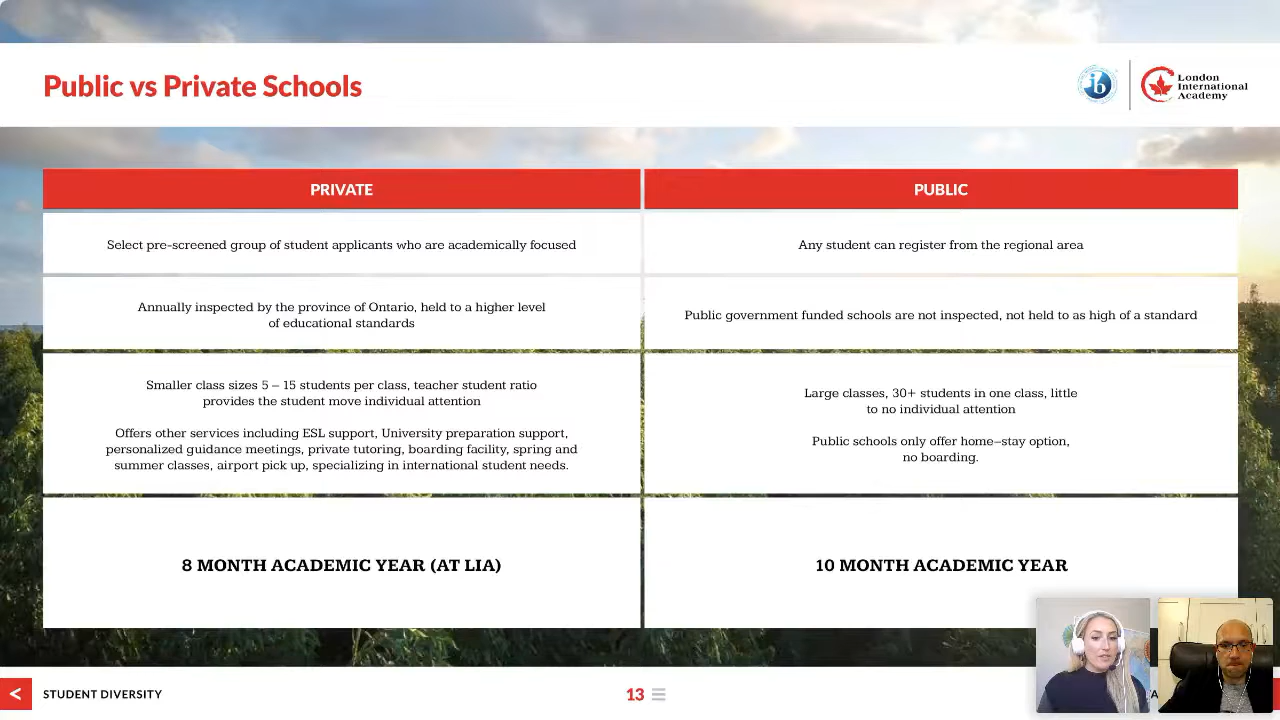 Public vs Private Schools
ib
London
International
Academy
PRIVATE
PUBLIC
Select pre-screened group of student applicants who are academically focused
Any student can register from the regional area
Annually inspected by the province of Ontario, held to a higher level
of educational standards
Public government funded schools are not inspected, not held to as high of a standard
Smaller class sizes 5 – 15 students per class, teacher student ratio
provides the student move individual attention
Offers other services including ESL support, University preparation support,
personalized guidance meetings, private tutoring, boarding facility, spring and
summer classes, airport pick up, specializing in international student needs.
Large classes, 30+ students in one class, little
to no individual attention
Public schools only offer home–stay option,
no boarding.
8 MONTH ACADEMIC YEAR (AT LIA)
10 MONTH ACADEMIC YEAR
< STUDENT DIVERSITY
13